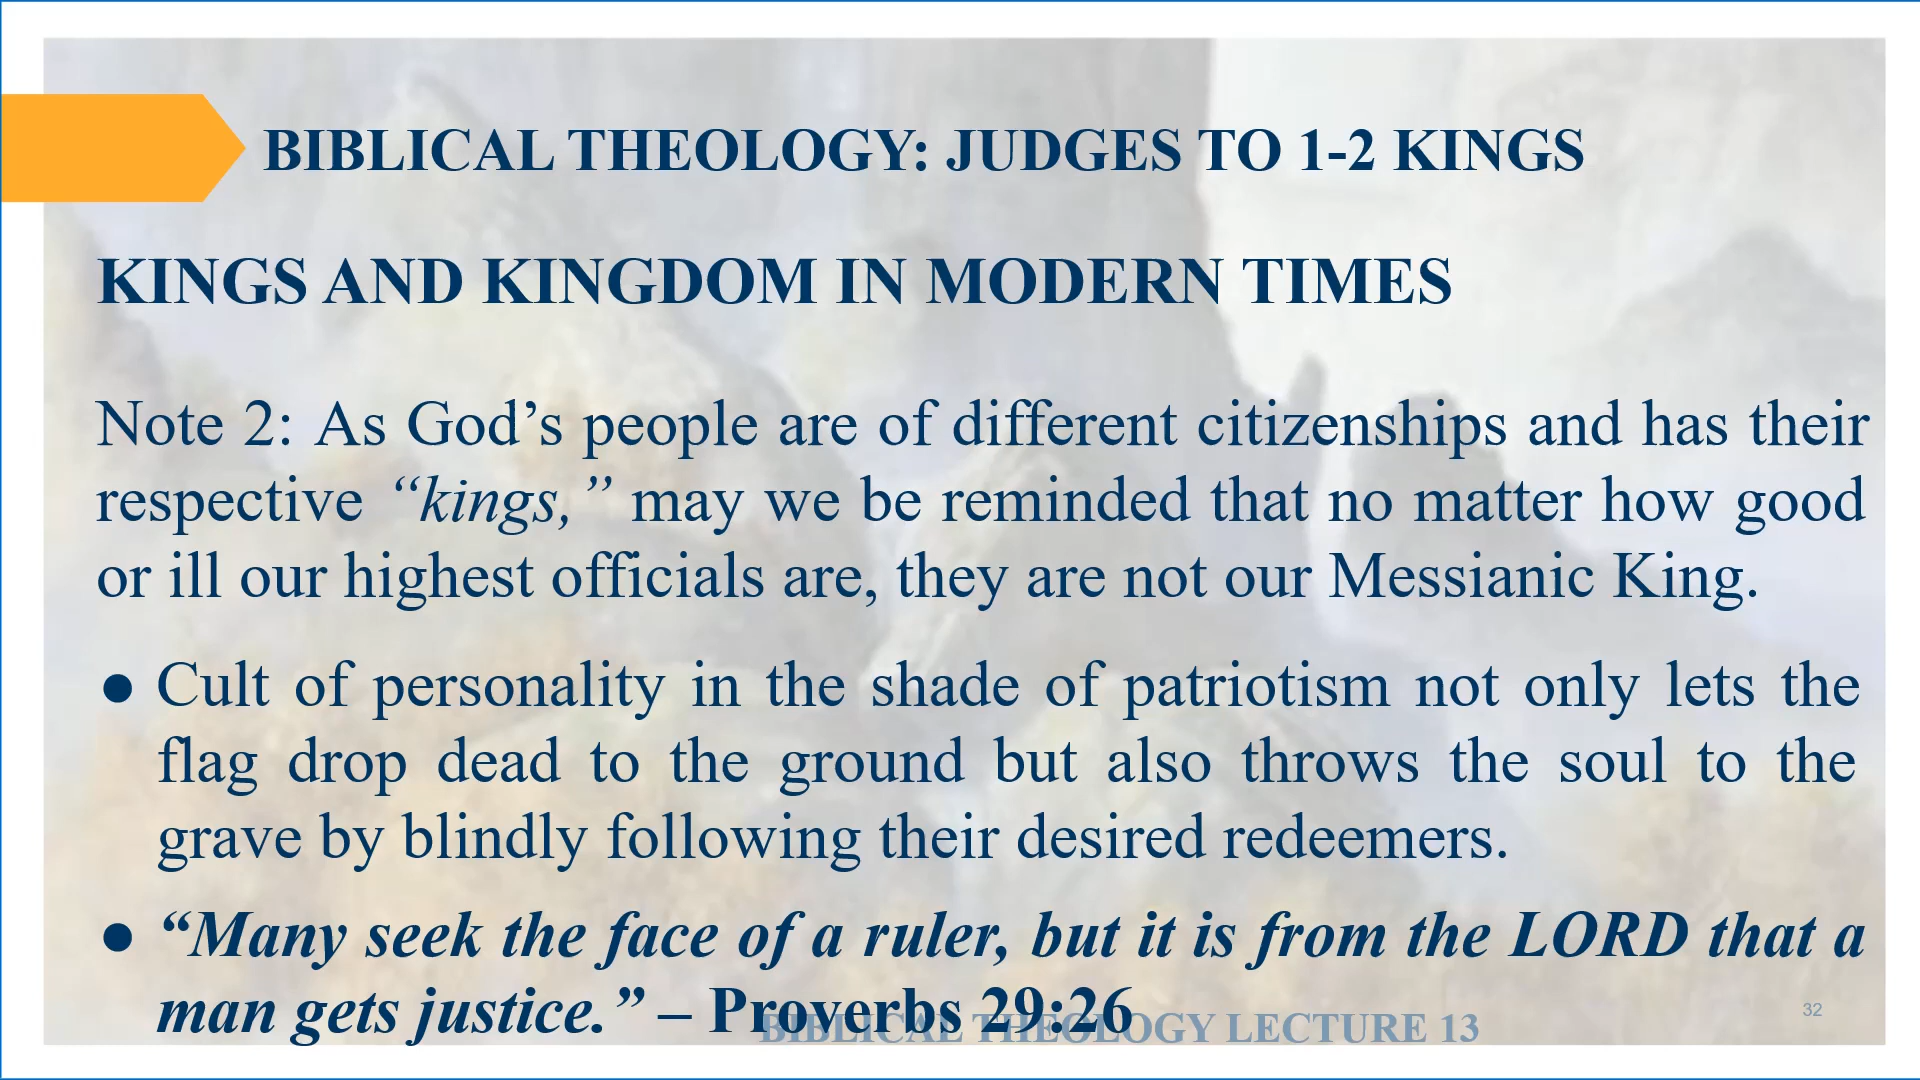 BIBLICAL THEOLOGY: JUDGES TO 1-2 KINGS
KINGS AND KINGDOM IN MODERN TIMES
Note 2: As God’s people are of different citizenships and has their
respective “kings,” may we be reminded that no matter how good
or ill our highest officials are, they are not our Messianic King.
● Cult of personality in the shade of patriotism not only lets the
flag drop dead to the ground but also throws the soul to the
grave by blindly following their desired redeemers.
● “Many seek the face of a ruler, but it is from the LORD that a
man gets justice.” – Proverbs 29:26
BIBLICAL THEOLOGY LECTURE 13
32